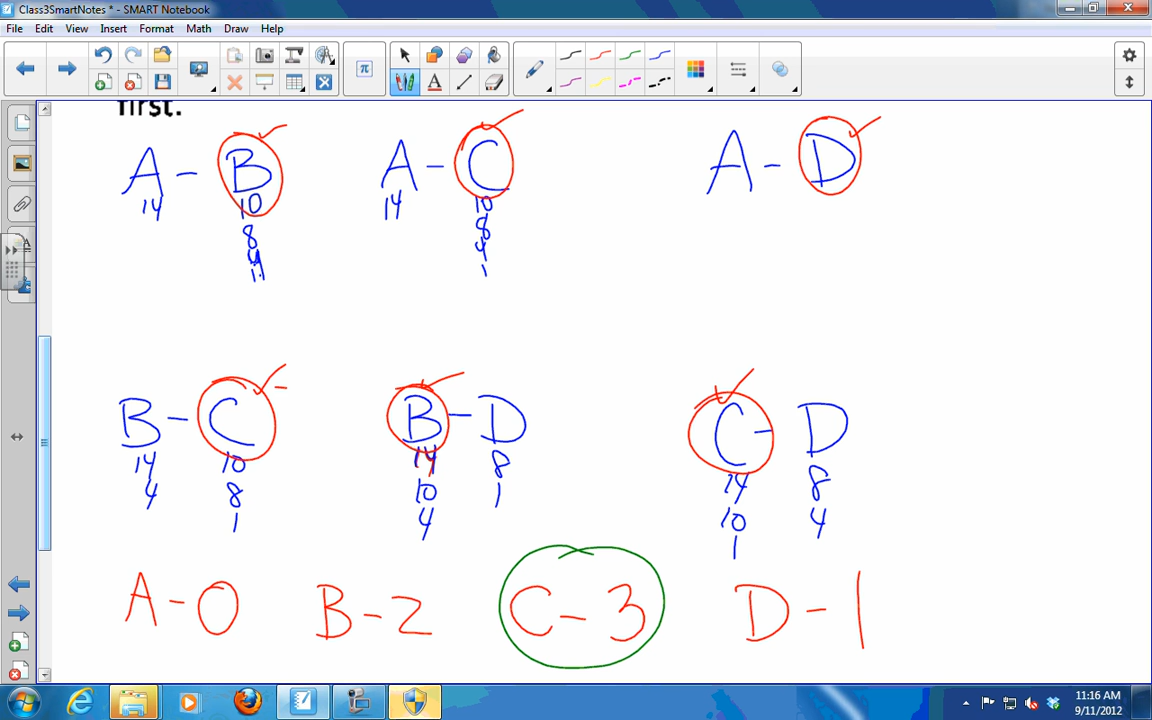 Class3SmartNotes * - SMART Notebook
File Edit View Insert Format Math Draw Help
first.
A - B A - C A - D
14 10 14 10
8 8
4 4
1 1
B - C B - D C - D
14 10 14 8 14 8
4 8 10 1 10 4
1 4 1
A - 0 B - 2 C - 3 D - 1
11:16 AM
9/11/2012